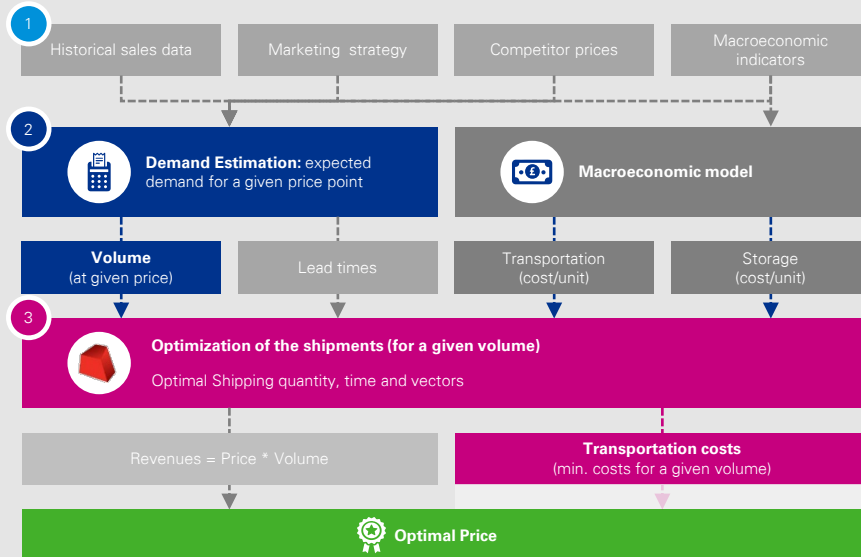 1
Historical sales data
Marketing strategy
Competitor prices
Macroeconomic
indicators
2
Demand Estimation: expected
demand for a given price point
£
Macroeconomic model
Volume
(at given price)
Lead times
Transportation
(cost/unit)
Storage
(cost/unit)
3
Optimization of the shipments (for a given volume)
Optimal Shipping quantity, time and vectors
Revenues = Price * Volume
Transportation costs
(min. costs for a given volume)
Optimal Price